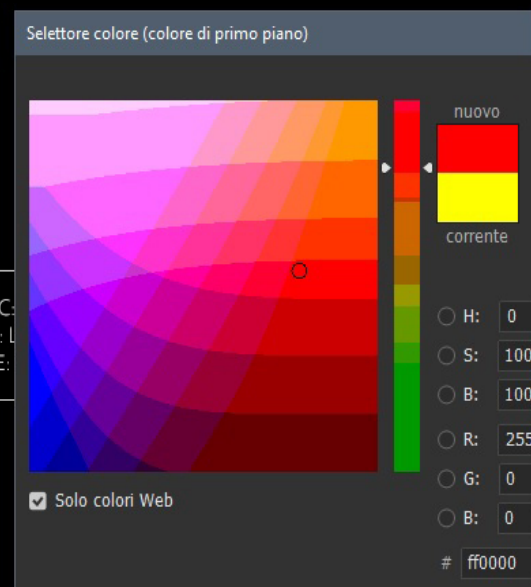 Selettore colore (colore di primo piano)
nuovo
corrente
H: 0
S: 100
B: 100
R: 255
G: 0
B: 0
# ff0000
Solo colori Web